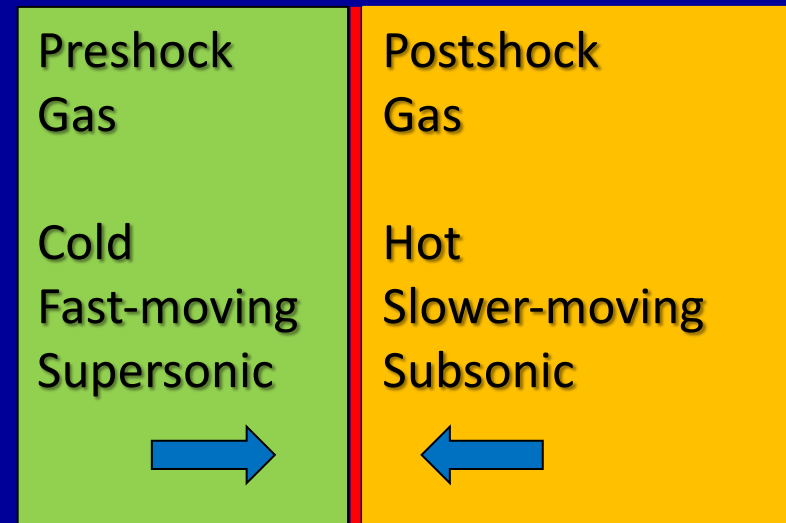 Preshock
Gas
Cold
Fast-moving
Supersonic
Postshock
Gas
Hot
Slower-moving
Subsonic